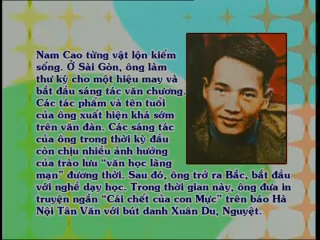 Nam Cao từng vật lộn kiếm
sống. Ở Sài Gòn, ông làm
thư ký cho một hiệu may và
bắt đầu sáng tác văn chương.
Các tác phẩm và tên tuổi
của ông xuất hiện khá sớm
trên văn đàn. Các sáng tác
của ông trong thời kỳ đầu
còn chịu nhiều ảnh hưởng
của trào lưu "văn học lãng
mạn" đương thời. Sau đó, ông trở ra Bắc, bắt đầu
với nghề dạy học. Trong thời gian này, ông đưa in
truyện ngắn "Cái chết của con Mực" trên báo Hà
Nội Tân Văn với bút danh Xuân Du, Nguyệt.